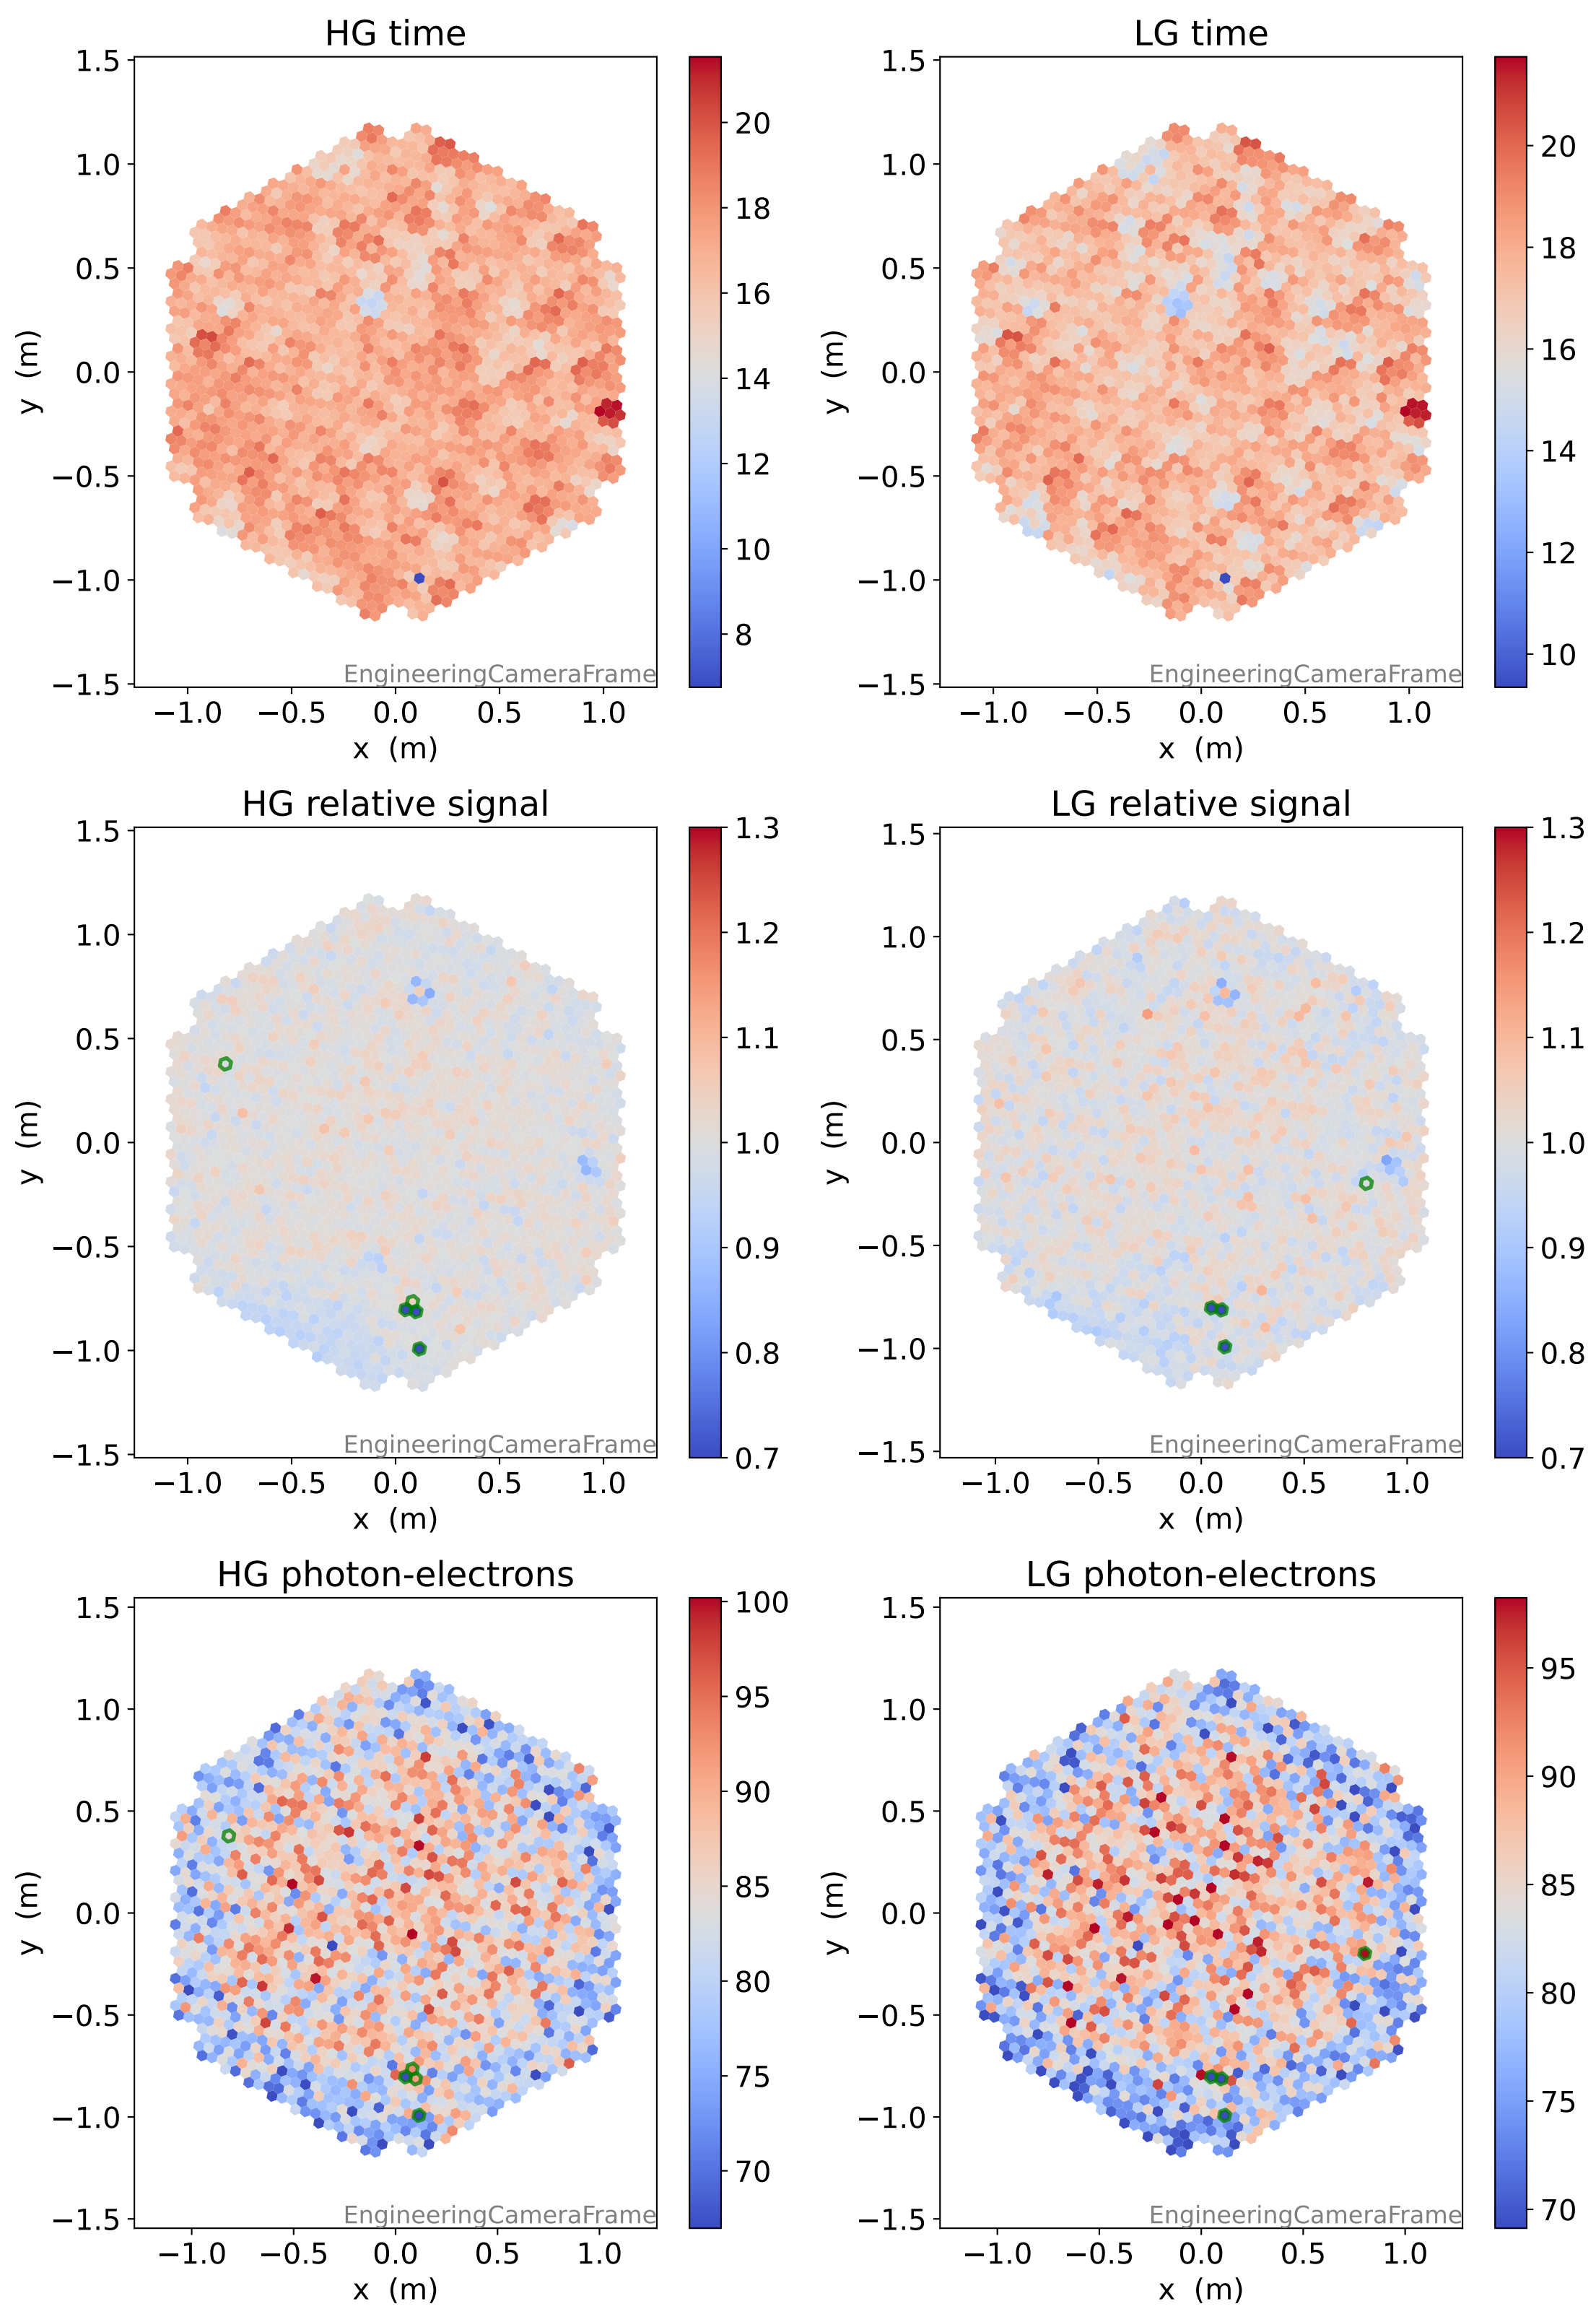 HG time
1.5
1.0
0.5
0.0
−0.5
−1.0
−1.5
y (m)
−1.0 −0.5 0.0 0.5 1.0
x (m)
EngineeringCameraFrame
20
18
16
14
12
10
8
LG time
1.5
1.0
0.5
0.0
−0.5
−1.0
−1.5
y (m)
−1.0 −0.5 0.0 0.5 1.0
x (m)
EngineeringCameraFrame
20
18
16
14
12
10
HG relative signal
1.5
1.0
0.5
0.0
−0.5
−1.0
−1.5
y (m)
−1.0 −0.5 0.0 0.5 1.0
x (m)
EngineeringCameraFrame
1.3
1.2
1.1
1.0
0.9
0.8
0.7
LG relative signal
1.5
1.0
0.5
0.0
−0.5
−1.0
−1.5
y (m)
−1.0 −0.5 0.0 0.5 1.0
x (m)
EngineeringCameraFrame
1.3
1.2
1.1
1.0
0.9
0.8
0.7
HG photon-electrons
1.5
1.0
0.5
0.0
−0.5
−1.0
−1.5
y (m)
−1.0 −0.5 0.0 0.5 1.0
x (m)
EngineeringCameraFrame
100
95
90
85
80
75
70
LG photon-electrons
1.5
1.0
0.5
0.0
−0.5
−1.0
−1.5
y (m)
−1.0 −0.5 0.0 0.5 1.0
x (m)
EngineeringCameraFrame
95
90
85
80
75
70